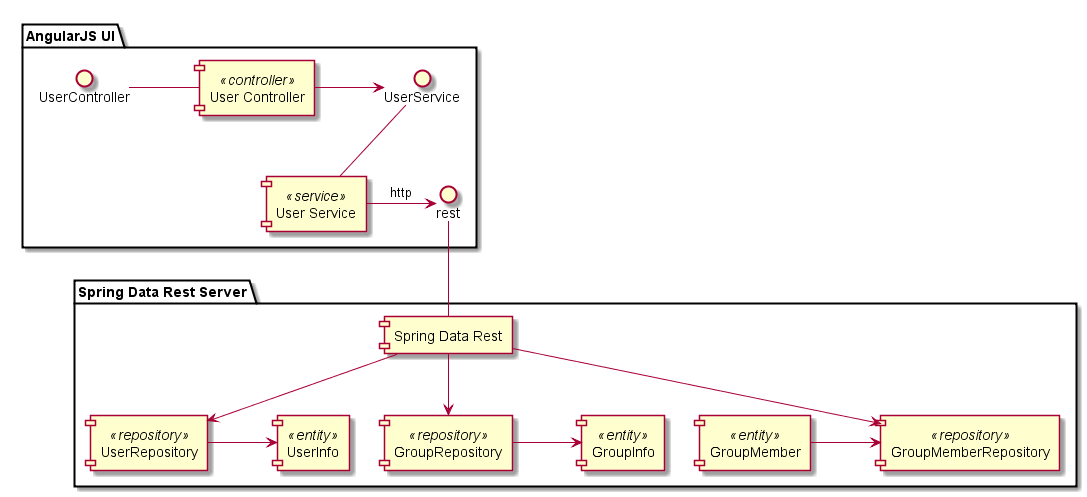 AngularJS UI
UserController
«controller»
User Controller
UserService
«service»
User Service
http
rest
Spring Data Rest Server
Spring Data Rest
«repository»
UserRepository
«entity»
UserInfo
«repository»
GroupRepository
«entity»
GroupInfo
«entity»
GroupMember
«repository»
GroupMemberRepository